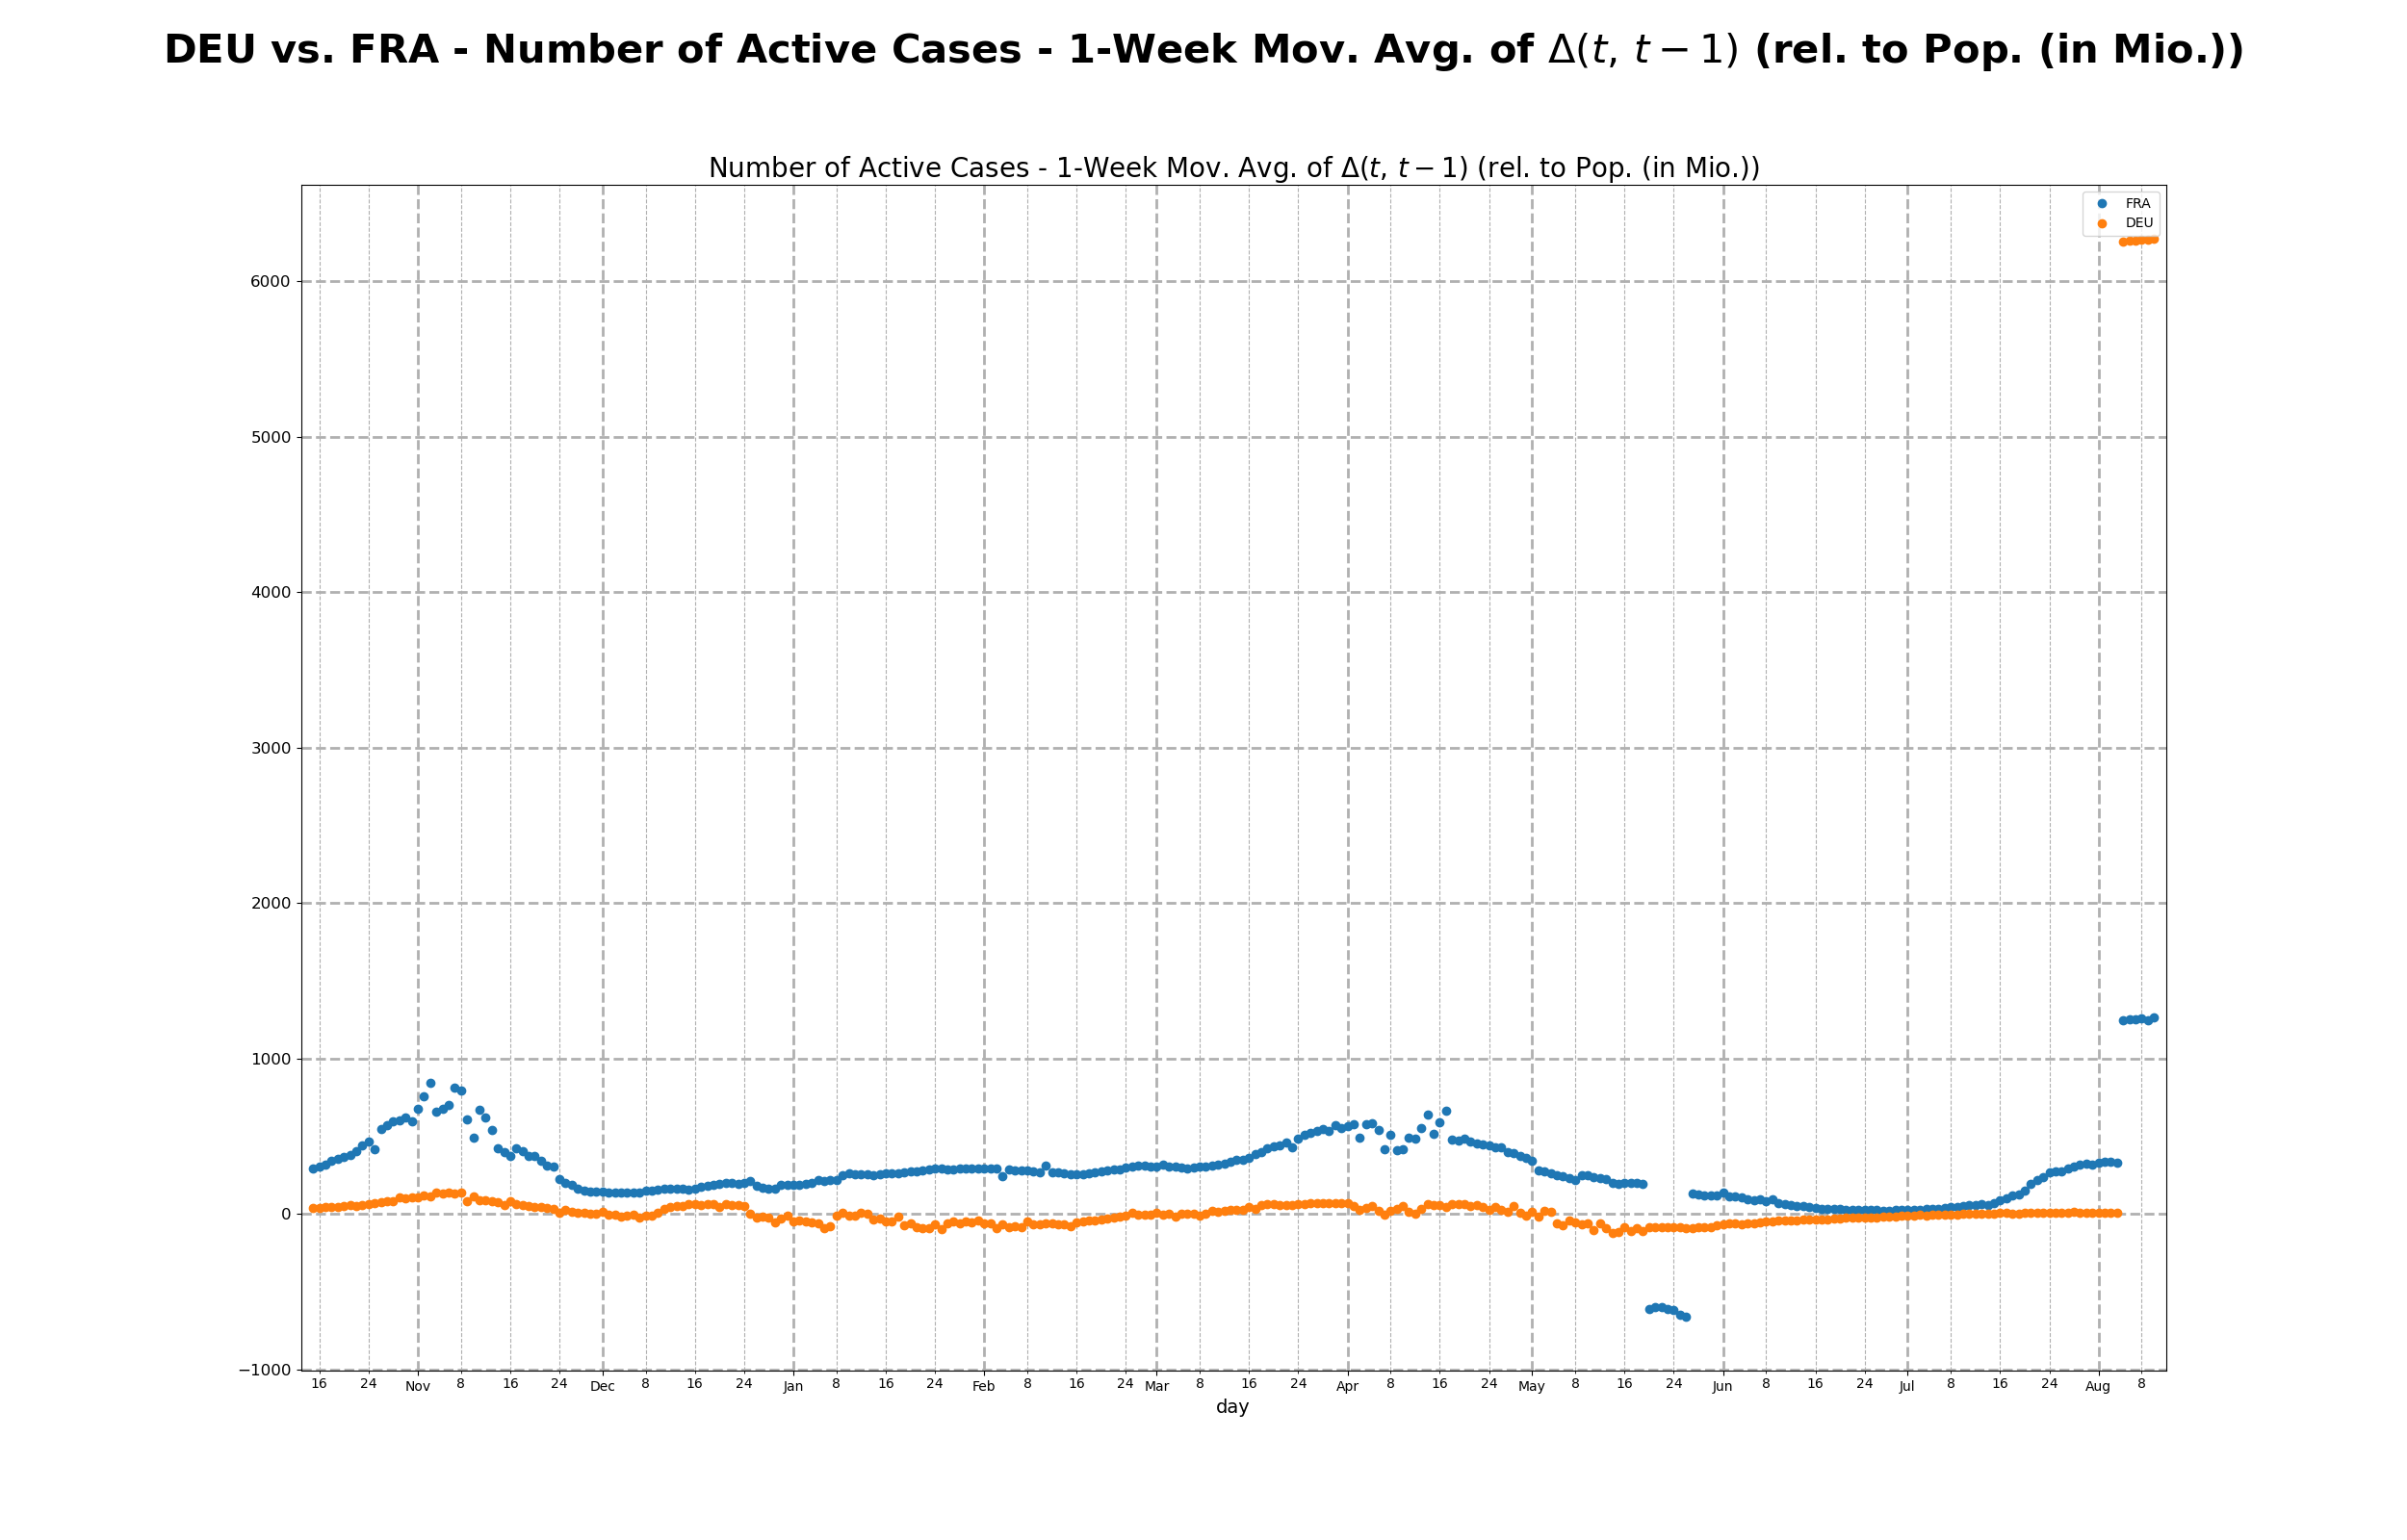 DEU vs. FRA - Number of Active Cases - 1-Week Mov. Avg. of Δ(t, t − 1) (rel. to Pop. (in Mio.))
Number of Active Cases - 1-Week Mov. Avg. of Δ(t, t − 1) (rel. to Pop. (in Mio.))
FRA
DEU
6000
5000
4000
3000
2000
1000
0
−1000
16 24 Nov 8 16 24 Dec 8 16 24 Jan 8 16 24 Feb 8 16 24 Mar 8 16 24 Apr 8 16 24 May 8 16 24 Jun 8 16 24 Jul 8 16 24 Aug 8
day